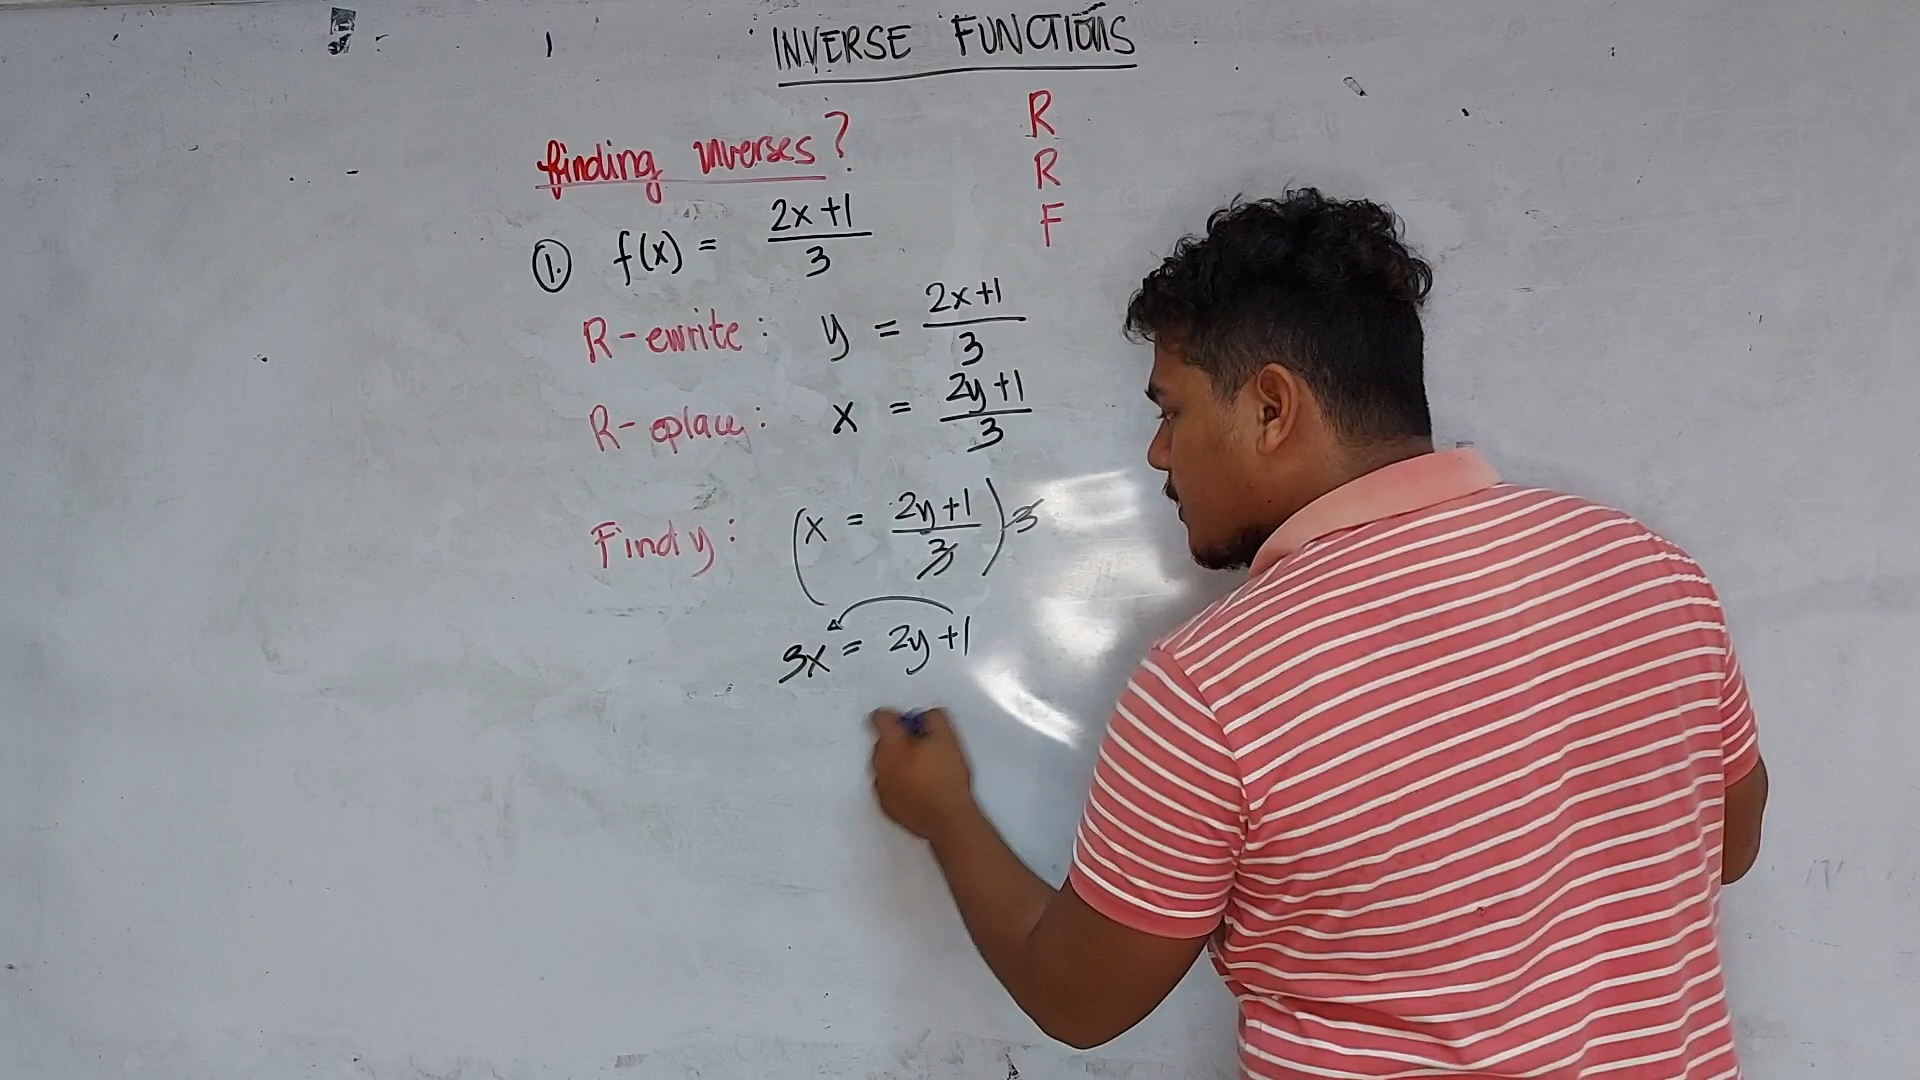 INVERSE FUNCTIONS
finding inverses?
R
R
F
① f(x) = (2x+1)/3
R-ewrite: y = (2x+1)/3
R-eplace: x = (2y+1)/3
Find y: (x = (2y+1)/3)3
3x = 2y+1